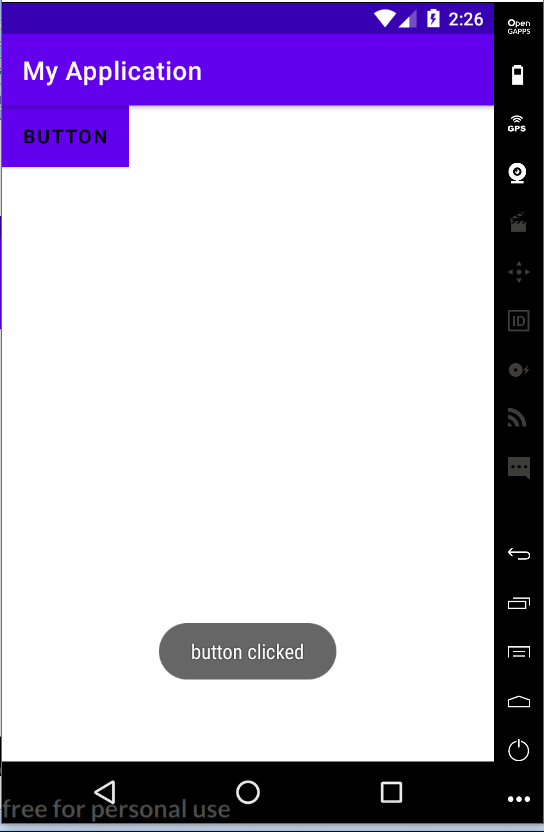 2:26
Open
GAPPS
My Application
BUTTON
GPS
ID
button clicked
free for personal use